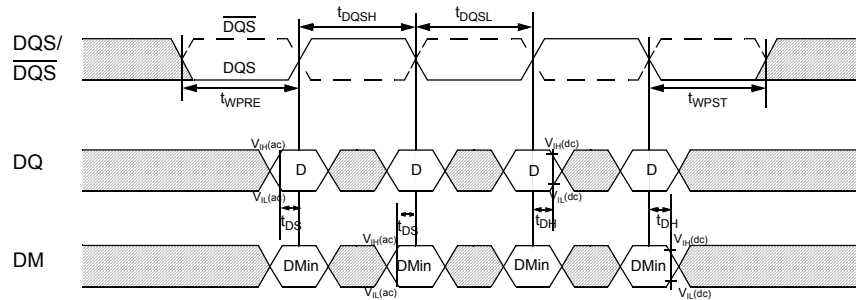 tDQSH tDQSL
DQS/ DQS
DQS DQS
tWPRE tWPST
VIH(ac) VIH(dc)
DQ D D D D
VIL(ac) VIL(dc)
tDS tDS tDH tDH
VIH(ac) VIH(dc)
DM DMin DMin DMin DMin
VIL(ac) VIL(dc)